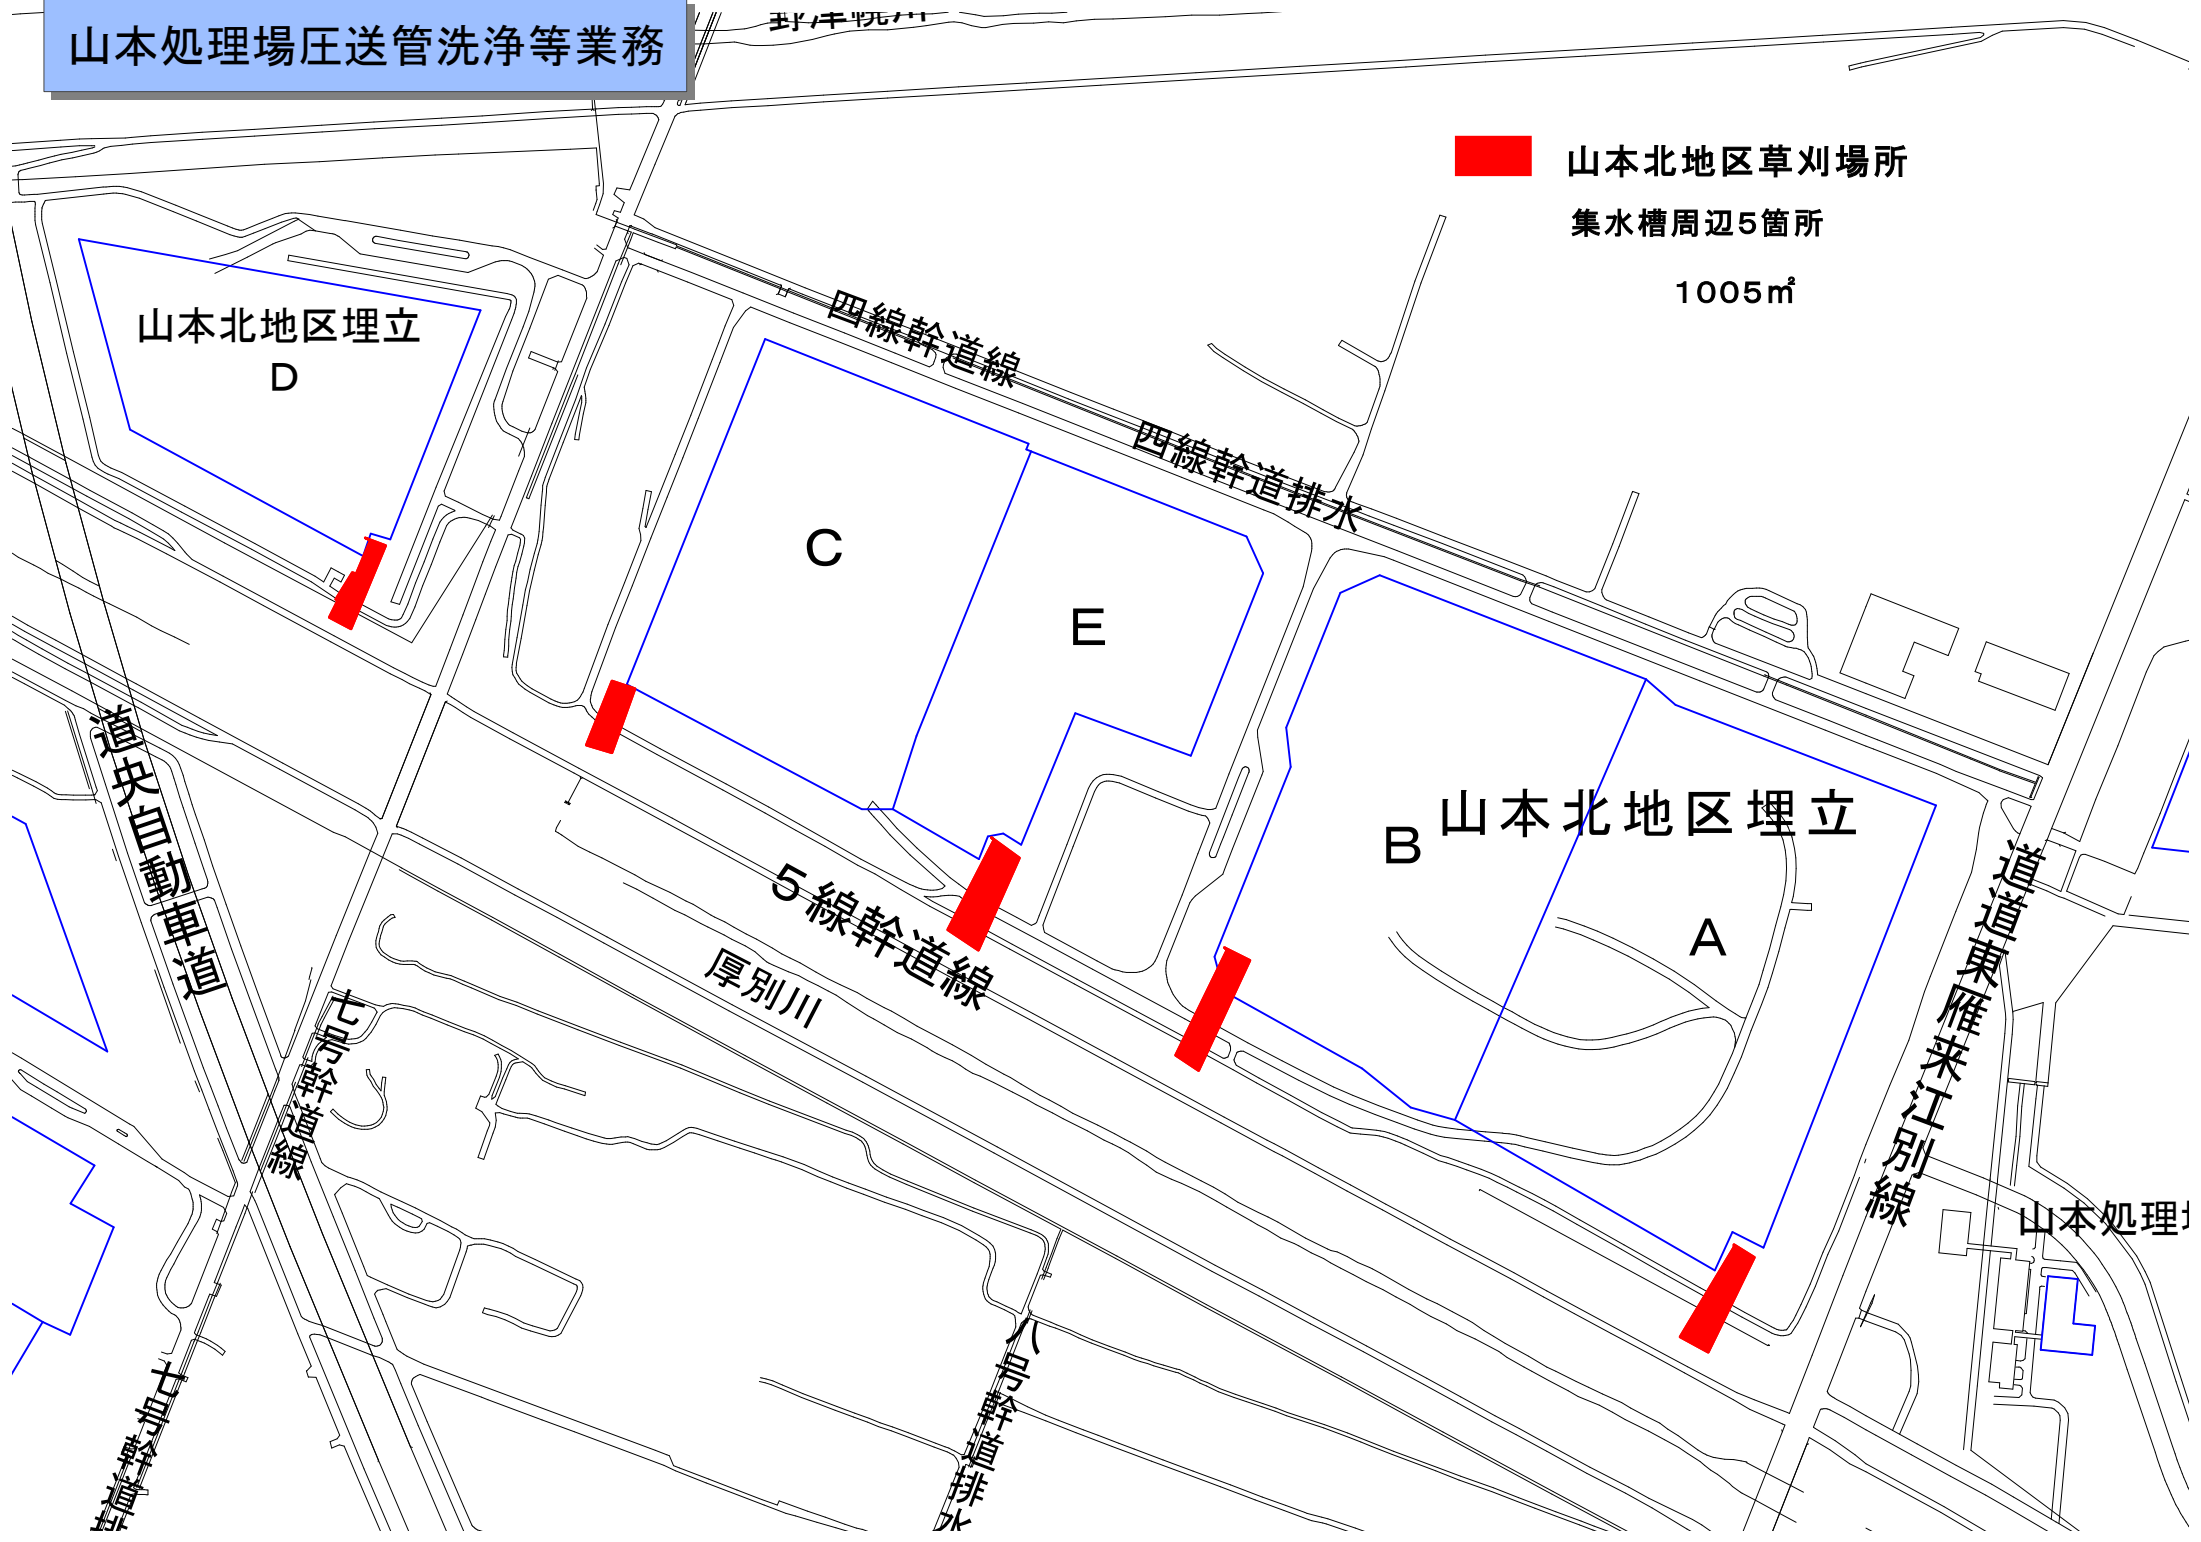 山本処理場圧送管洗浄等業務
野津幌川
山本北地区草刈場所
集水槽周辺5箇所
1005㎡
山本北地区埋立
D
四線幹道線
四線幹道排水
C
E
山本北地区埋立
B
A
道央自動車道
5線幹道線
厚別川
道道東雁来江別線
七号幹道線
山本処理場
八号幹道排水
七号幹道排